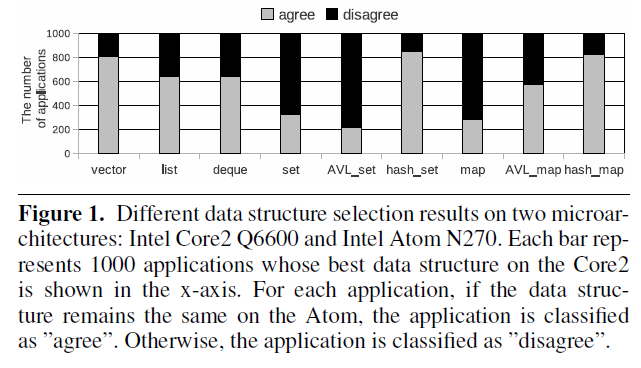 agree disagree
1000
800
600
400
200
0
The number
of applications
vector list deque set AVL_set hash_set map AVL_map hash_map
Figure 1. Different data structure selection results on two microar-
chitectures: Intel Core2 Q6600 and Intel Atom N270. Each bar rep-
resents 1000 applications whose best data structure on the Core2
is shown in the x-axis. For each application, if the data struc-
ture remains the same on the Atom, the application is classified
as ”agree”. Otherwise, the application is classified as ”disagree”.